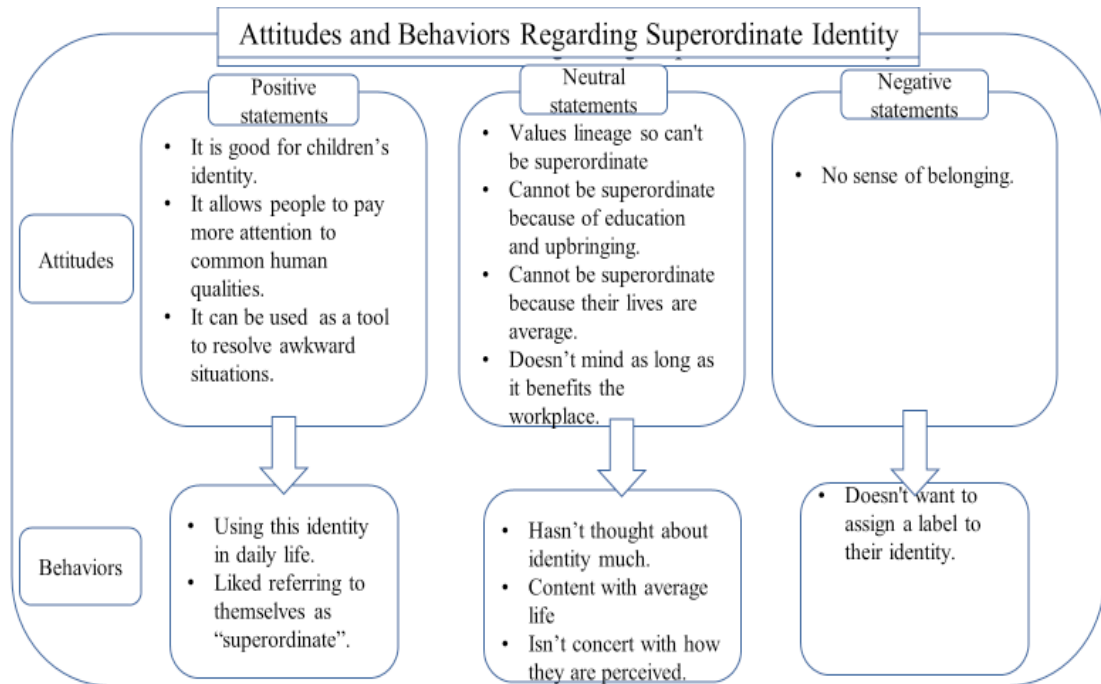 Attitudes and Behaviors Regarding Superordinate Identity
Positive
statements
Neutral
statements
Negative
statements
Attitudes
• It is good for children’s
identity.
• It allows people to pay
more attention to
common human
qualities.
• It can be used as a tool
to resolve awkward
situations.
• Values lineage so can't
be superordinate
• Cannot be superordinate
because of education
and upbringing.
• Cannot be superordinate
because their lives are
average.
• Doesn’t mind as long as
it benefits the
workplace.
• No sense of belonging.
Behaviors
• Using this identity
in daily life.
• Liked referring to
themselves as
“superordinate”.
• Hasn’t thought about
identity much.
• Content with average
life
• Isn’t concert with how
they are perceived.
• Doesn't want to
assign a label to
their identity.